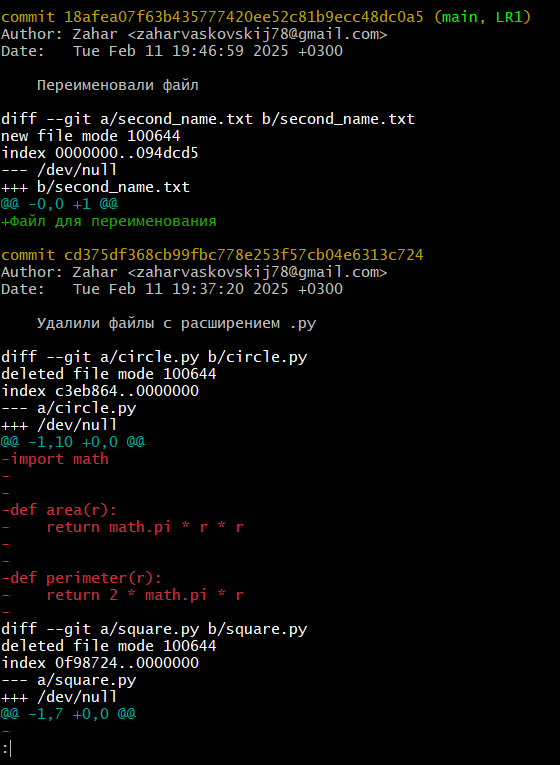 commit 18afea07f63b435777420ee52c81b9ecc48dc0a5 (main, LR1)
Author: Zahar <zaharvaskovskij78@gmail.com>
Date:   Tue Feb 11 19:46:59 2025 +0300
    Переименовали файл
diff --git a/second_name.txt b/second_name.txt
new file mode 100644
index 0000000..094dcd5
--- /dev/null
+++ b/second_name.txt
@@ -0,0 +1 @@
+Файл для переименования
commit cd375df368cb99fbc778e253f57cb04e6313c724
Author: Zahar <zaharvaskovskij78@gmail.com>
Date:   Tue Feb 11 19:37:20 2025 +0300
    Удалили файлы с расширением .py
diff --git a/circle.py b/circle.py
deleted file mode 100644
index c3eb864..0000000
--- a/circle.py
+++ /dev/null
@@ -1,10 +0,0 @@
-import math
-
-
-def area(r):
-    return math.pi * r * r
-
-
-def perimeter(r):
-    return 2 * math.pi * r
-
diff --git a/square.py b/square.py
deleted file mode 100644
index 0f98724..0000000
--- a/square.py
+++ /dev/null
@@ -1,7 +0,0 @@
-
: